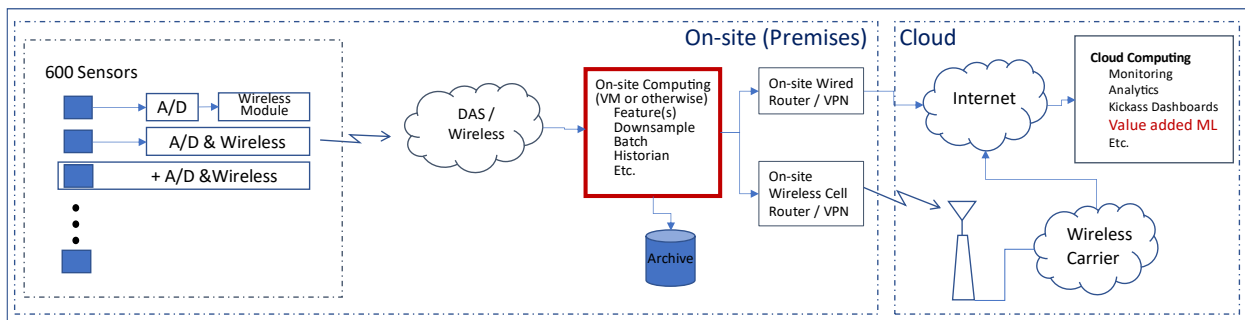 On-site (Premises)
Cloud
600 Sensors
A/D
Wireless
Module
A/D & Wireless
+ A/D &Wireless
DAS /
Wireless
On-site Computing
(VM or otherwise)
Feature(s)
Downsample
Batch
Historian
Etc.
Archive
On-site Wired
Router / VPN
On-site
Wireless Cell
Router / VPN
Internet
Wireless
Carrier
Cloud Computing
Monitoring
Analytics
Kickass Dashboards
Value added ML
Etc.